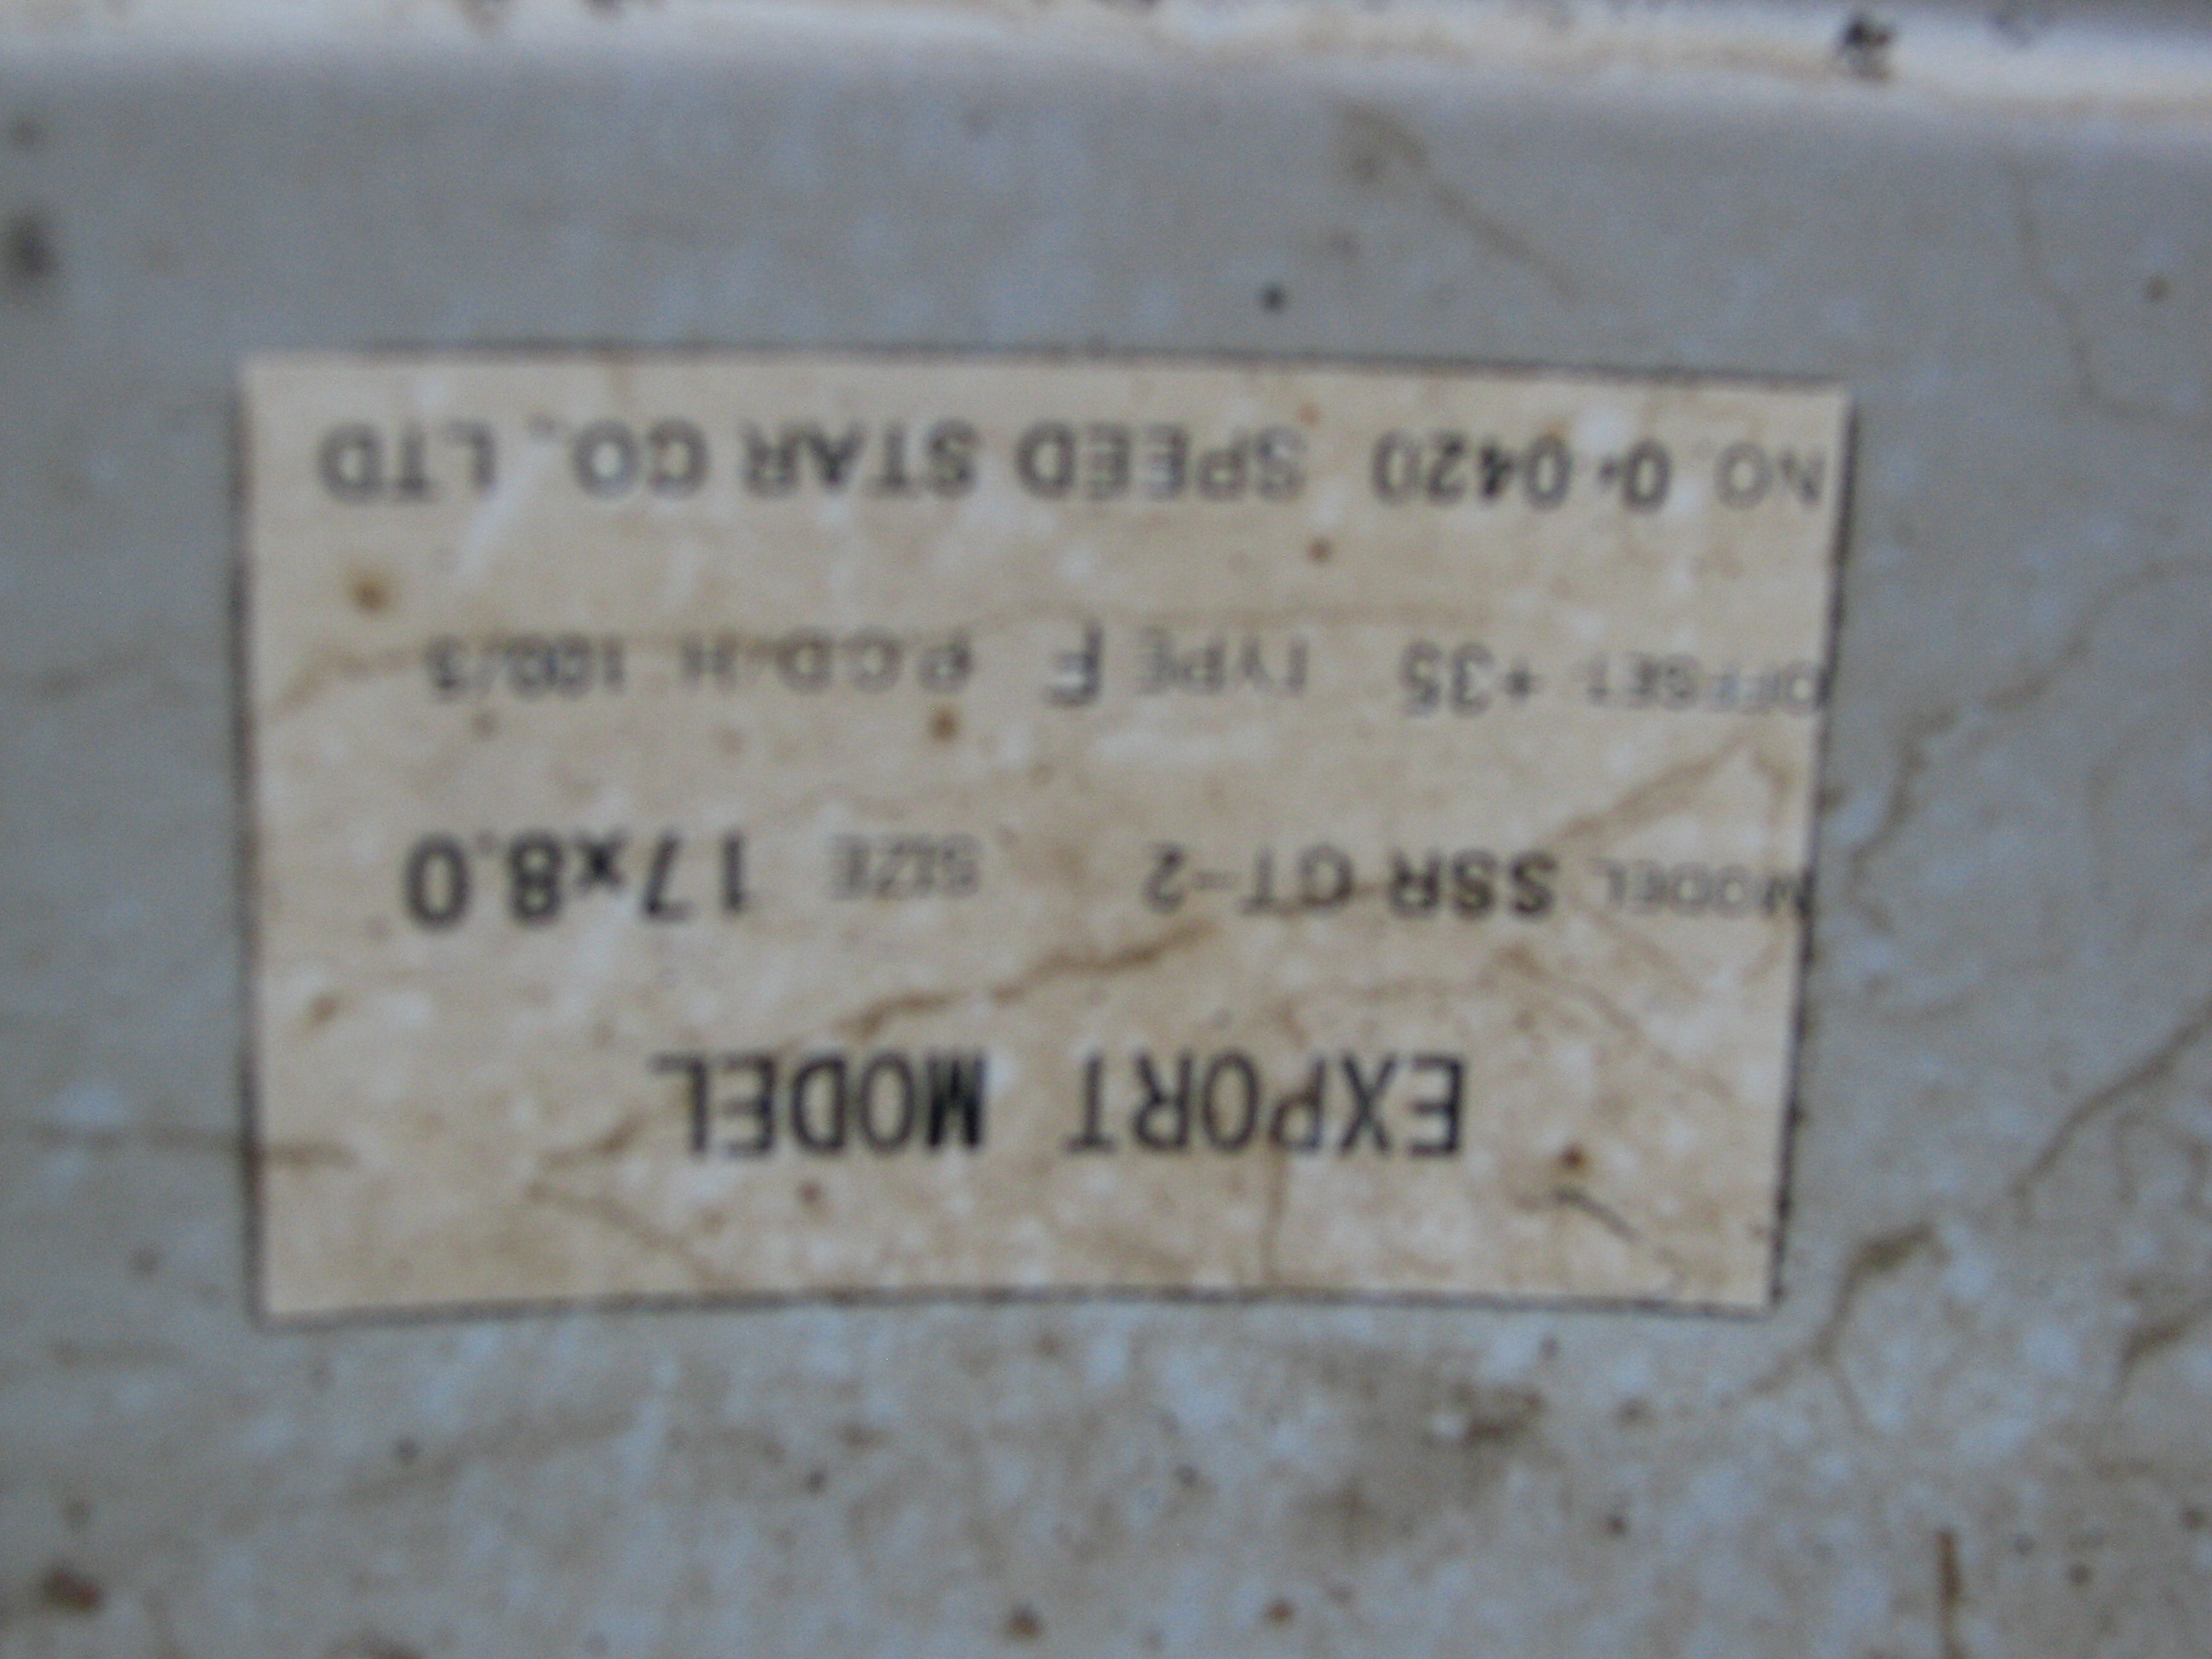 EXPORT MODEL
MODEL SSR GT-2 SIZE 17x8.0
OFFSET +35 TYPE F P.C.D-H 100/5
NO. 0-0420 SPEED STAR CO., LTD